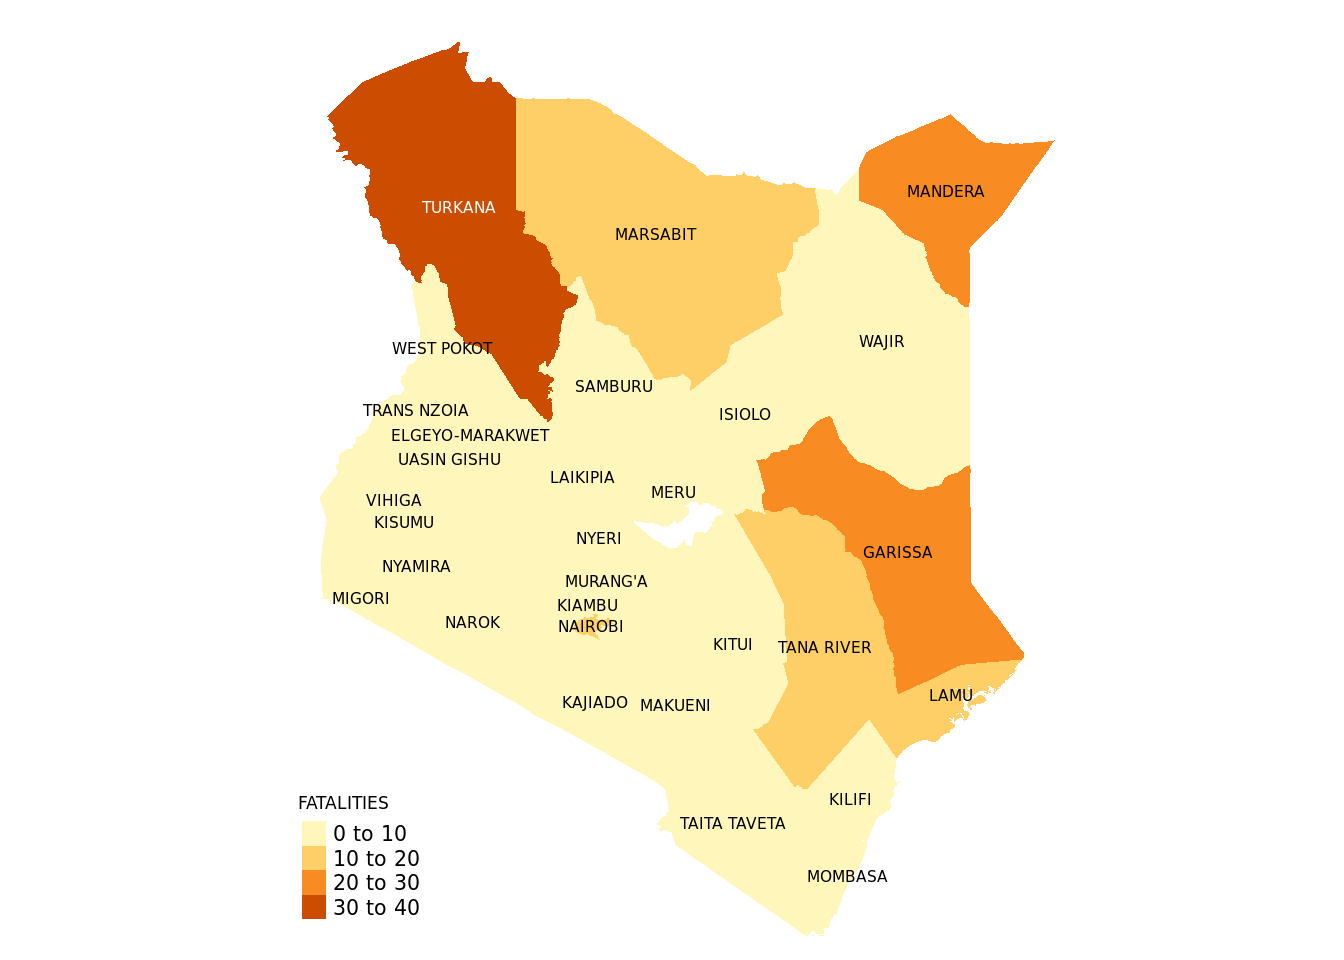 MANDERA
TURKANA
MARSABIT
WAJIR
WEST POKOT
SAMBURU
TRANS NZOIA
ISIOLO
ELGEYO-MARAKWET
UASIN GISHU
LAIKIPIA
MERU
VIHIGA
KISUMU
NYERI
GARISSA
NYAMIRA
MURANG'A
MIGORI
KIAMBU
NAROK
NAIROBI
KITUI
TANA RIVER
LAMU
KAJIADO
MAKUENI
KILIFI
TAITA TAVETA
MOMBASA
FATALITIES
0 to 10
10 to 20
20 to 30
30 to 40